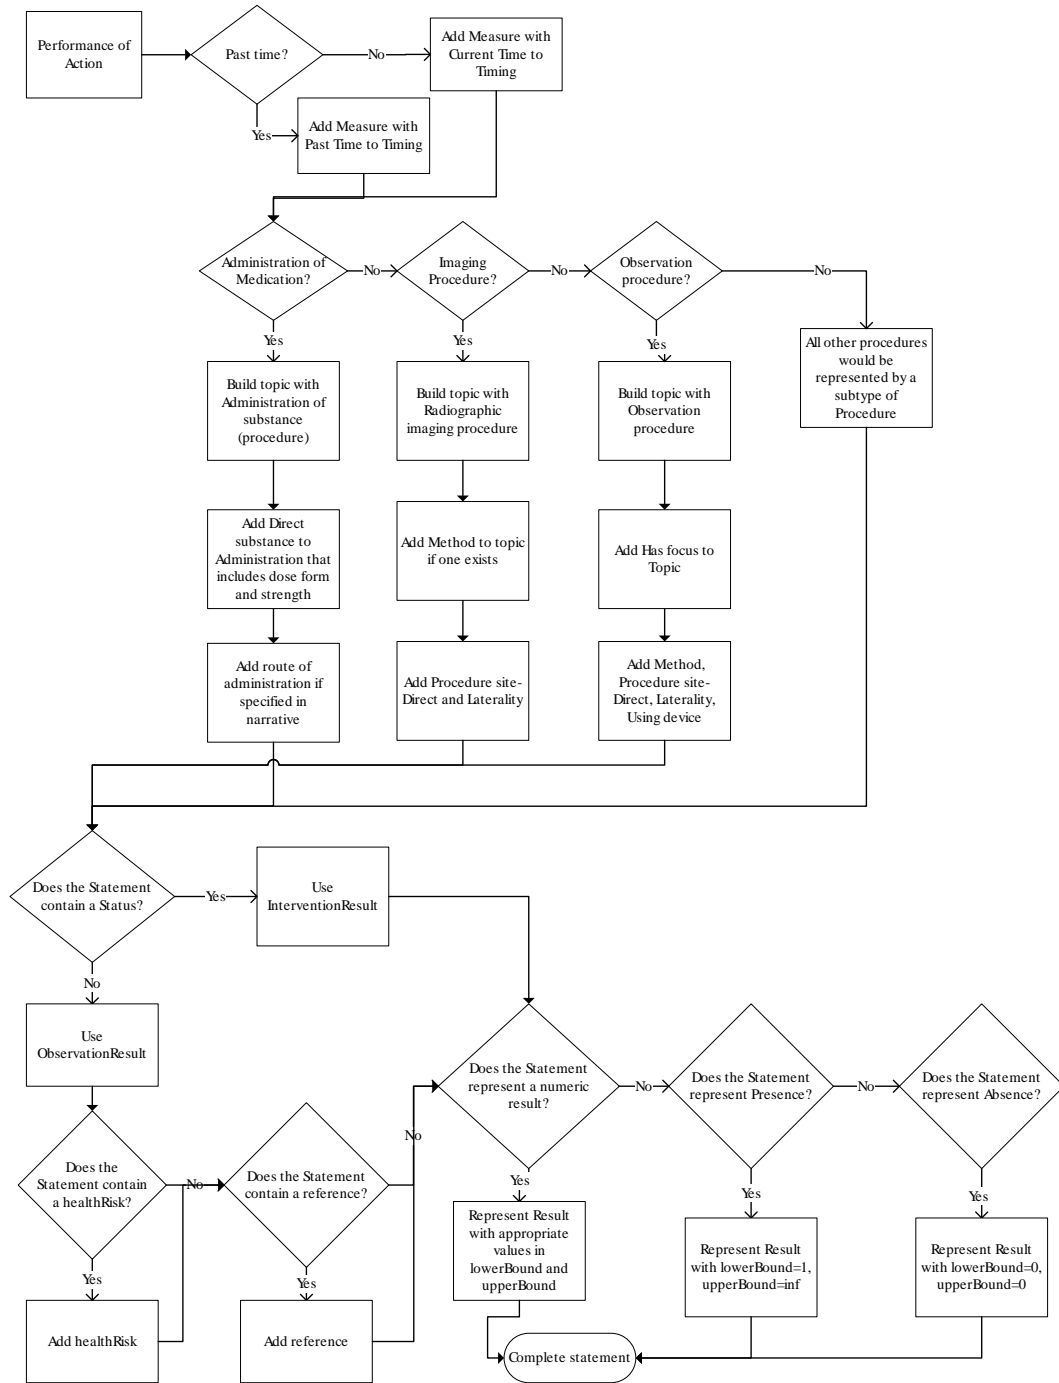 Performance of
Action
Past time?
No
Add Measure with
Current Time to
Timing
Yes
Add Measure with
Past Time to Timing
Administration of
Medication?
No
Imaging
Procedure?
No
Observation
procedure?
No
Yes
Yes
Yes
All other procedures
would be
represented by a
subtype of
Procedure
Build topic with
Administration of
substance
(procedure)
Build topic with
Radiographic
imaging procedure
Build topic with
Observation
procedure
Add Direct
substance to
Administration that
includes dose form
and strength
Add Method to topic
if one exists
Add Has focus to
Topic
Add route of
administration if
specified in
narrative
Add Procedure site-
Direct and Laterality
Add Method,
Procedure site-
Direct, Laterality,
Using device
Does the Statement
contain a Status?
Yes
Use
InterventionResult
No
Use
ObservationResult
Does the Statement
represent a numeric
result?
No
Does the Statement
represent Presence?
No
Does the Statement
represent Absence?
Does the
Statement contain
a healthRisk?
No
Does the Statement
contain a reference?
No
Yes
Yes
Yes
Yes
Yes
Represent Result
with appropriate
values in
lowerBound and
upperBound
Represent Result
with lowerBound=1,
upperBound=inf
Represent Result
with lowerBound=0,
upperBound=0
Add healthRisk
Add reference
Complete statement